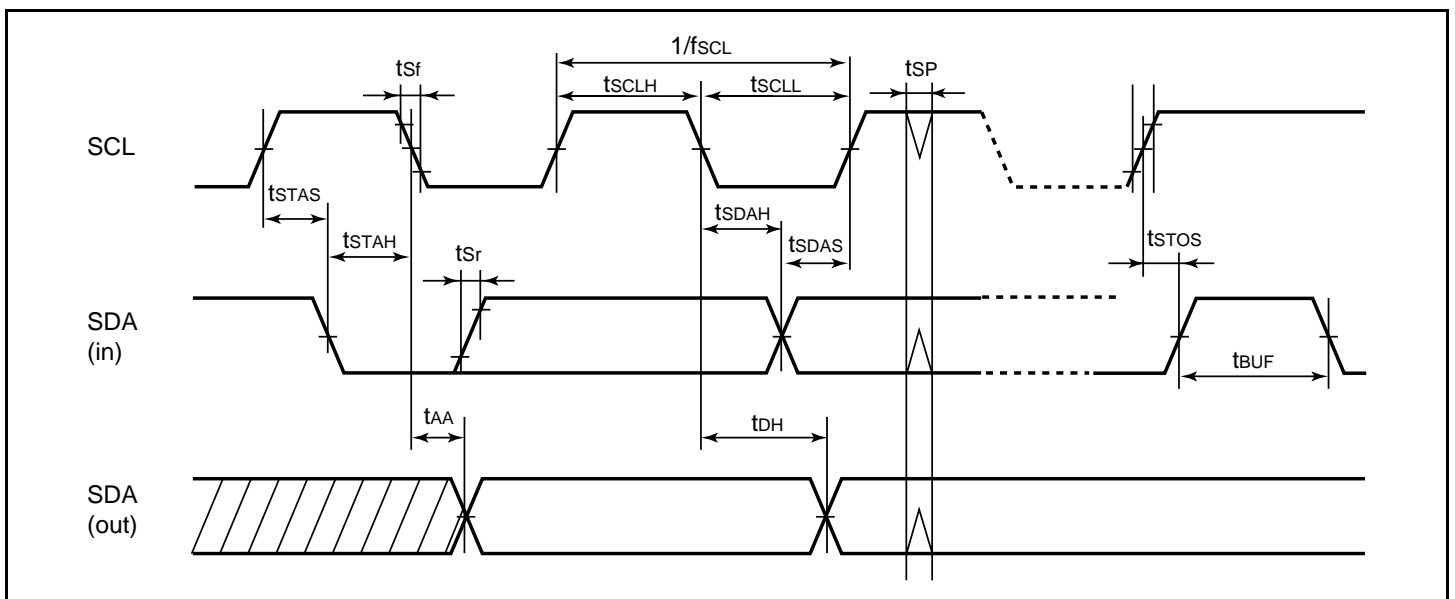 1/fSCL
tSf
tSCLH
tSCLL
tSP
SCL
tSTAS
tSTAH
tSr
tSDAH
tSDAS
tSTOS
SDA
(in)
tBUF
tAA
tDH
SDA
(out)